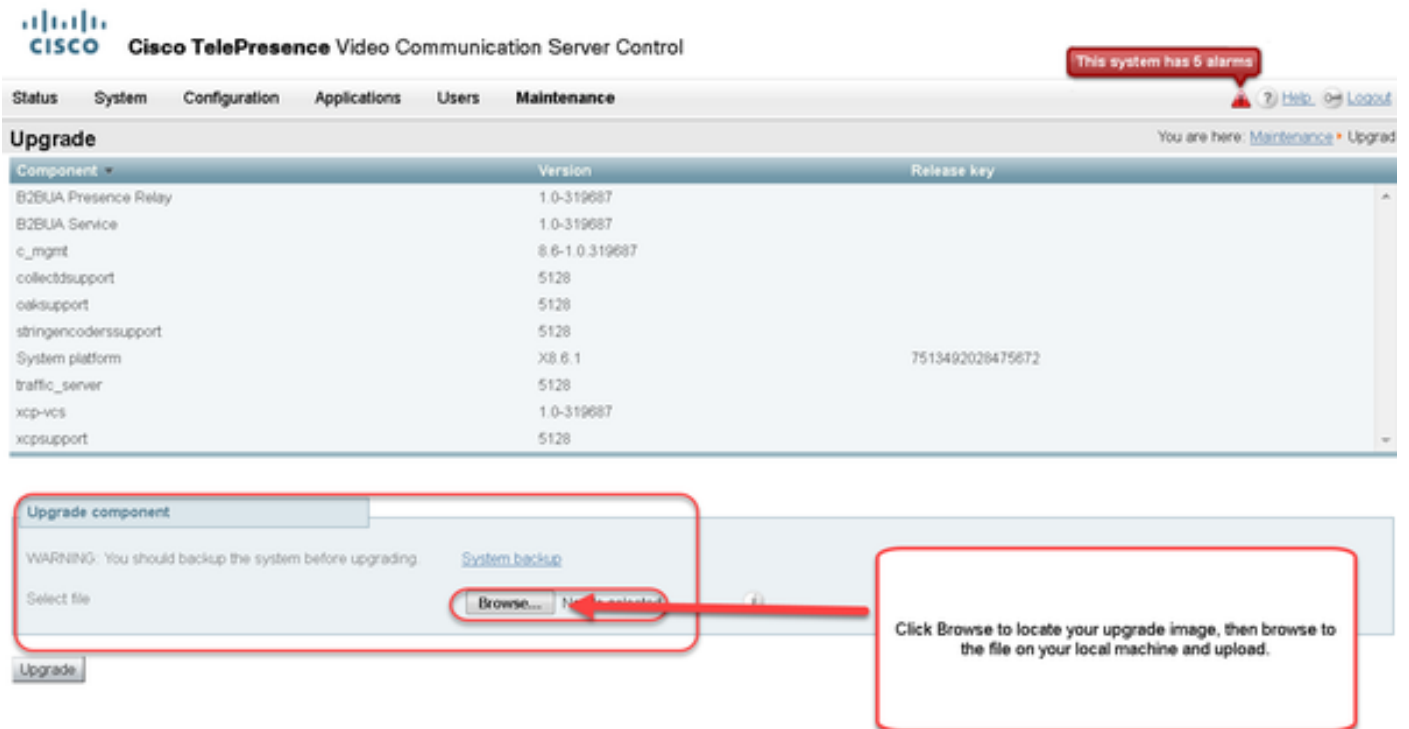 CISCO Cisco TelePresence Video Communication Server Control
This system has 5 alarms
Status System Configuration Applications Users Maintenance Help Logout
Upgrade You are here: Maintenance Upgrad
Component Version Release key
B2BUA Presence Relay 1.0-319687
B2BUA Service 1.0-319687
c_mgmt 8.6-1.0.319687
collectdsupport 5128
oaksupport 5128
stringencoderssupport 5128
System platform X8.6.1 7513492028475672
traffic_server 5128
xcp-vcs 1.0-319687
xcpsupport 5128
Upgrade component
WARNING: You should backup the system before upgrading. System backup
Select file Browse... selected
Click Browse to locate your upgrade image, then browse to
the file on your local machine and upload.
Upgrade